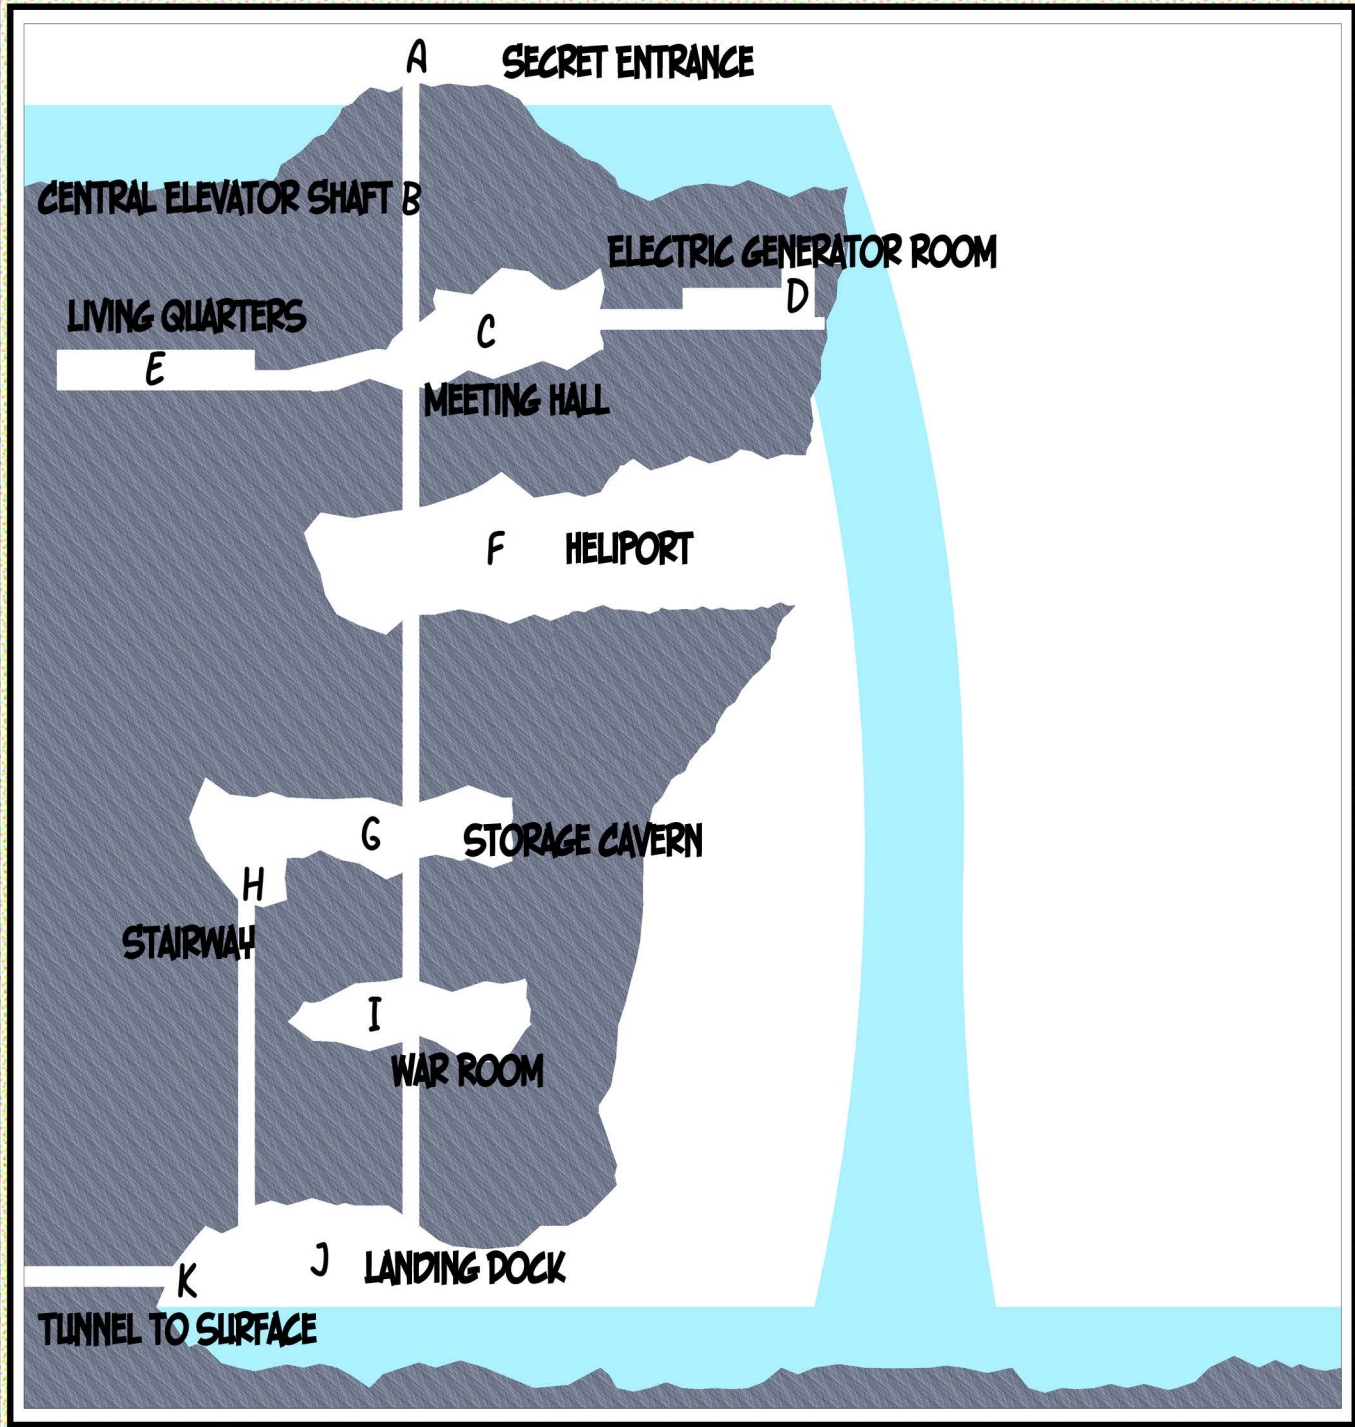 A SECRET ENTRANCE
CENTRAL ELEVATOR SHAFT B
ELECTRIC GENERATOR ROOM
D
LIVING QUARTERS
C
E
MEETING HALL
F HELIPORT
G STORAGE CAVERN
H
STAIRWAY
I
WAR ROOM
J LANDING DOCK
K
TUNNEL TO SURFACE